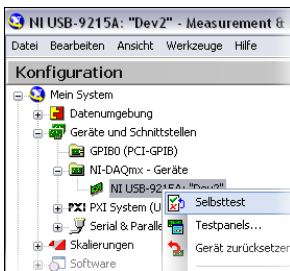 NI USB-9215A: "Dev2" - Measurement &
Datei Bearbeiten Ansicht Werkzeuge Hilfe
Konfiguration
Mein System
Datenumgebung
Geräte und Schnittstellen
GPIB0 (PCI-GPIB)
NI-DAQmx - Geräte
NI USB-9215A: "Dev2"
Selbsttest
PXI PXI System (U
Testpanels...
Serial & Paralle
Gerät zurücksetzen
Skalierungen
Software